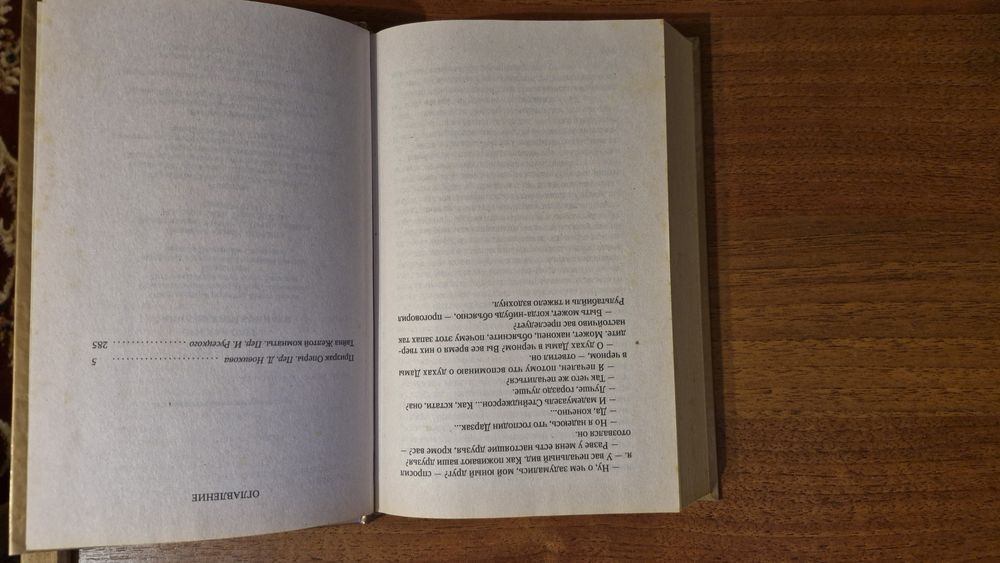 — Ну, о чем задумались, мой юный друг? — спросил
я. — У вас печальный вид. Как поживают ваши друзья?
— Разве у меня есть настоящие друзья, кроме вас? —
отозвался он.
— Но я надеюсь, что господин Дарзак...
— Да, конечно...
— И мадемуазель Стейнджерсон... Как, кстати, она?
— Лучше, гораздо лучше.
— Так чего же печалиться?
— Я печален, потому что вспоминаю о духах Дамы
в черном, — ответил он.
— О духах Дамы в черном? Вы все время о них твер-
дите. Может, наконец, объясните, почему этот запах так
настойчиво вас преследует?
— Быть может, когда-нибудь объясню, — проговорил
Рультабийль и тяжело вздохнул.
ОГЛАВЛЕНИЕ
Призрак Оперы. Пер. Д. Новикова . . . . . . . . . . . . . . . . . . 5
Тайна Желтой комнаты. Пер. И. Русецкого . . . . . . . . . . . . 285